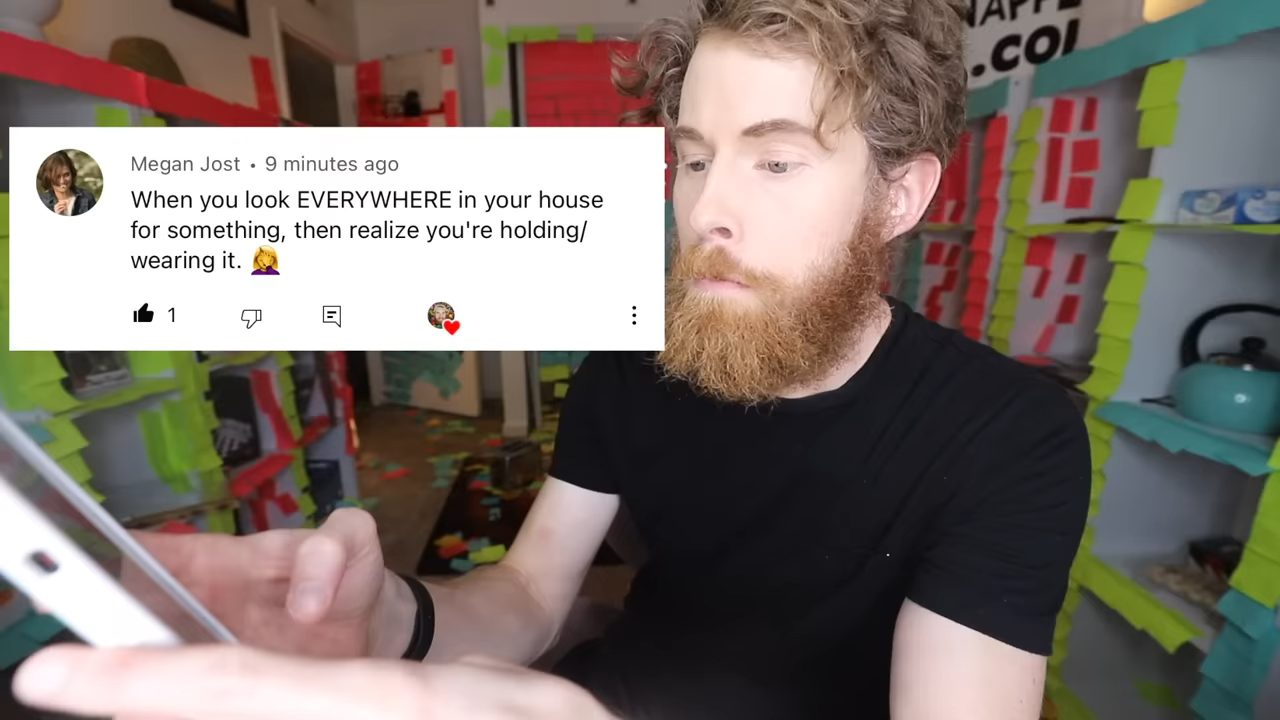 Megan Jost • 9 minutes ago
When you look EVERYWHERE in your house
for something, then realize you're holding/
wearing it. 🤦‍♀️
1
.COM